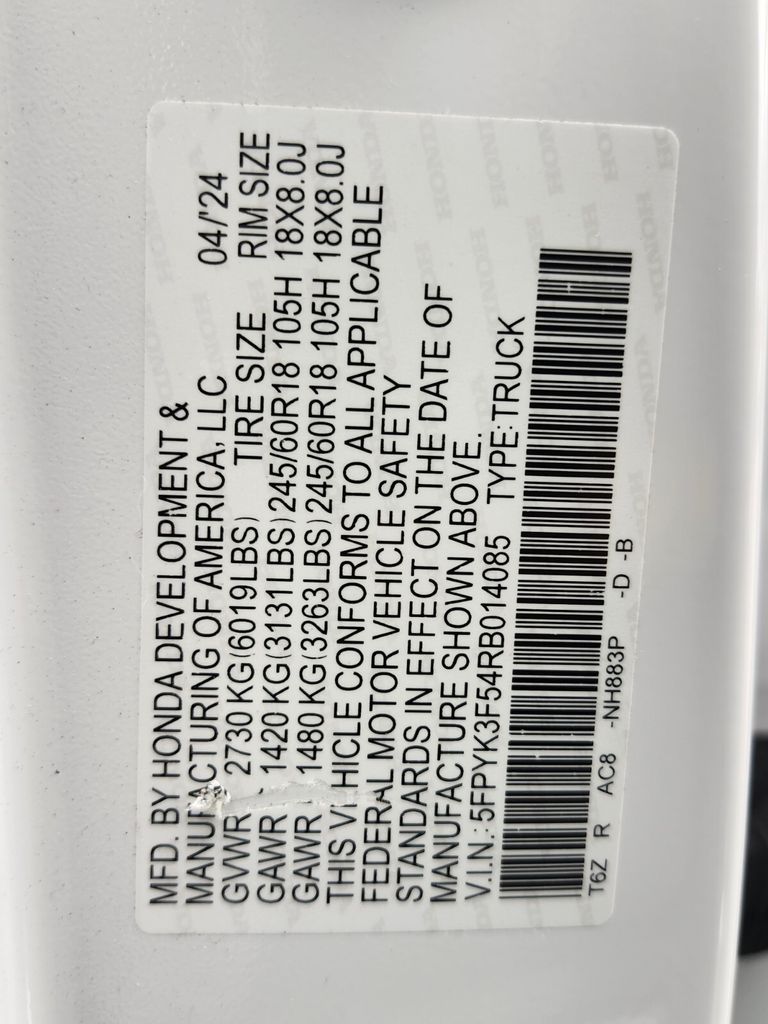 MFD. BY HONDA DEVELOPMENT &
MANUFACTURING OF AMERICA, LLC 04/'24
GVWR 2730 KG(6019LBS) TIRE SIZE RIM SIZE
GAWR 1420 KG(3131LBS)245/60R18 105H 18X8.0J
GAWR 1480 KG(3263LBS)245/60R18 105H 18X8.0J
THIS VEHICLE CONFORMS TO ALL APPLICABLE
FEDERAL MOTOR VEHICLE SAFETY
STANDARDS IN EFFECT ON THE DATE OF
MANUFACTURE SHOWN ABOVE.
V.I.N.: 5FPYK3F54RB014085 TYPE:TRUCK
T6Z R AC8 -NH883P -D -B